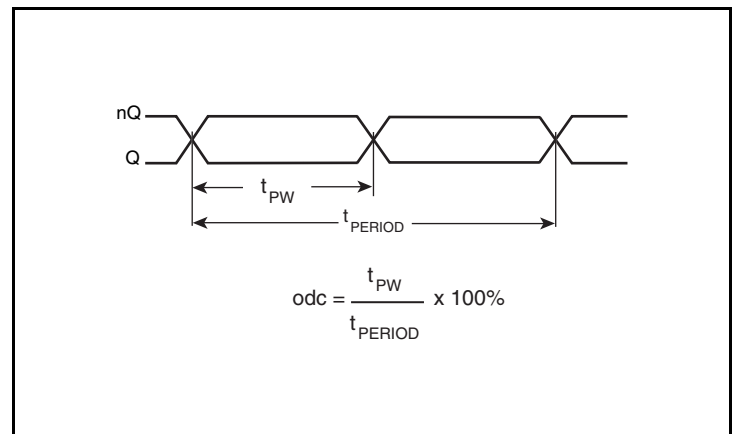 nQ
Q
tPW
tPERIOD
odc = tPW / tPERIOD x 100%